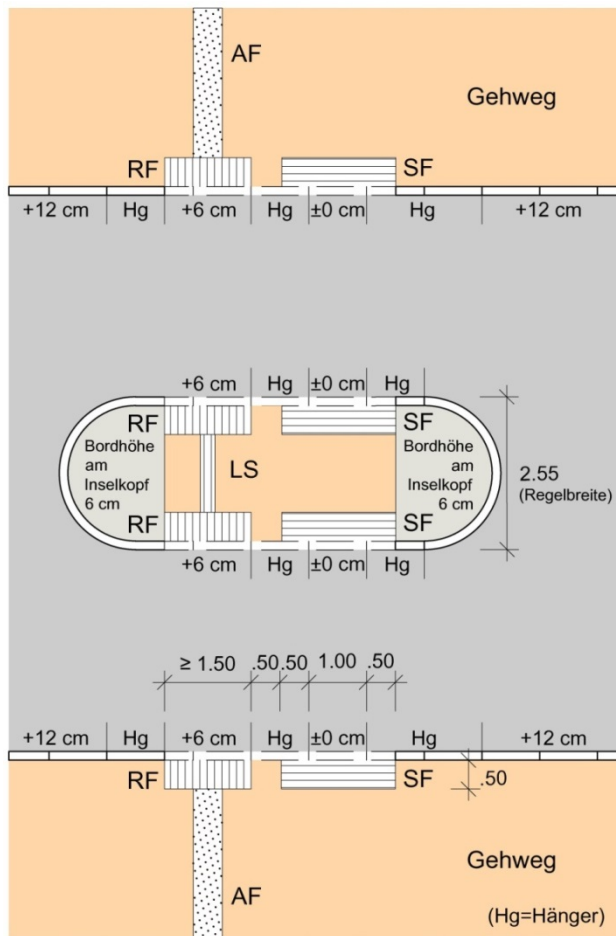 AF
Gehweg
RF
SF
+12 cm Hg +6 cm Hg ±0 cm Hg +12 cm
+6 cm Hg ±0 cm Hg
RF
SF
Bordhöhe
am
Inselkopf
6 cm
LS
Bordhöhe
am
Inselkopf
6 cm
2.55
(Regelbreite)
RF
SF
+6 cm Hg ±0 cm Hg
≥ 1.50 .50 .50 1.00 .50
+12 cm Hg +6 cm Hg ±0 cm Hg +12 cm
RF
SF
.50
AF
Gehweg
(Hg=Hänger)